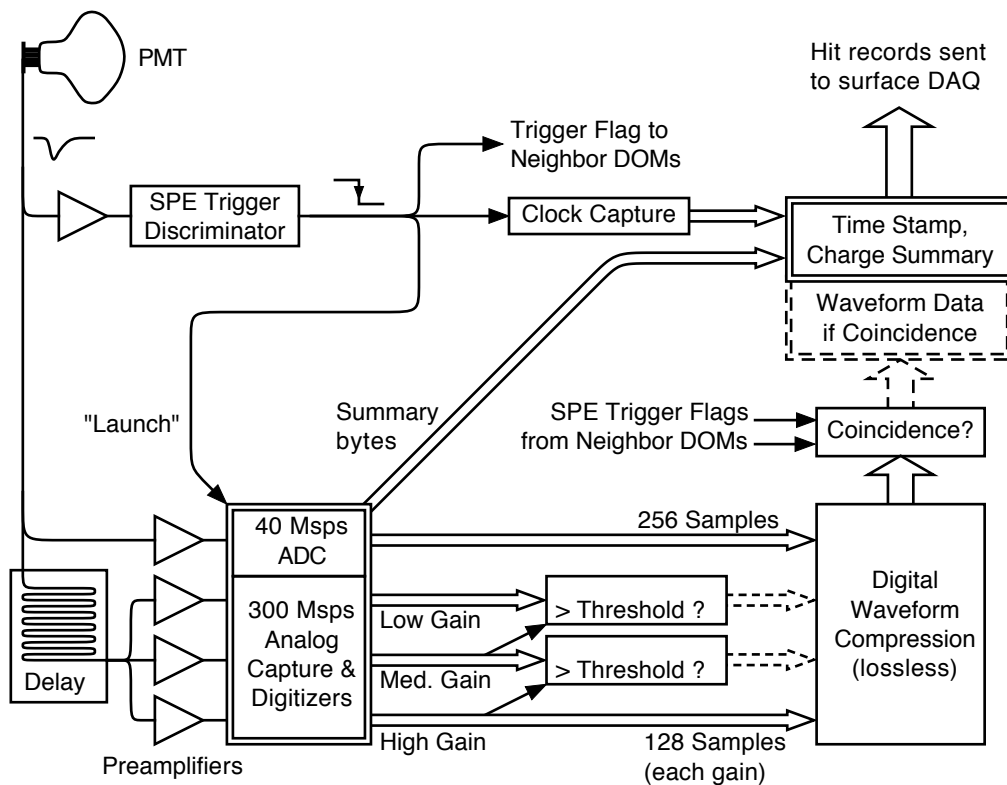 PMT
Hit records sent
to surface DAQ
Trigger Flag to
Neighbor DOMs
SPE Trigger
Discriminator
Clock Capture
Time Stamp,
Charge Summary
Waveform Data
if Coincidence
"Launch"
Summary
bytes
SPE Trigger Flags
from Neighbor DOMs
Coincidence?
40 Msps
ADC
256 Samples
300 Msps
Analog
Capture &
Digitizers
Low Gain
> Threshold ?
Med. Gain
> Threshold ?
High Gain
128 Samples
(each gain)
Digital
Waveform
Compression
(lossless)
Delay
Preamplifiers